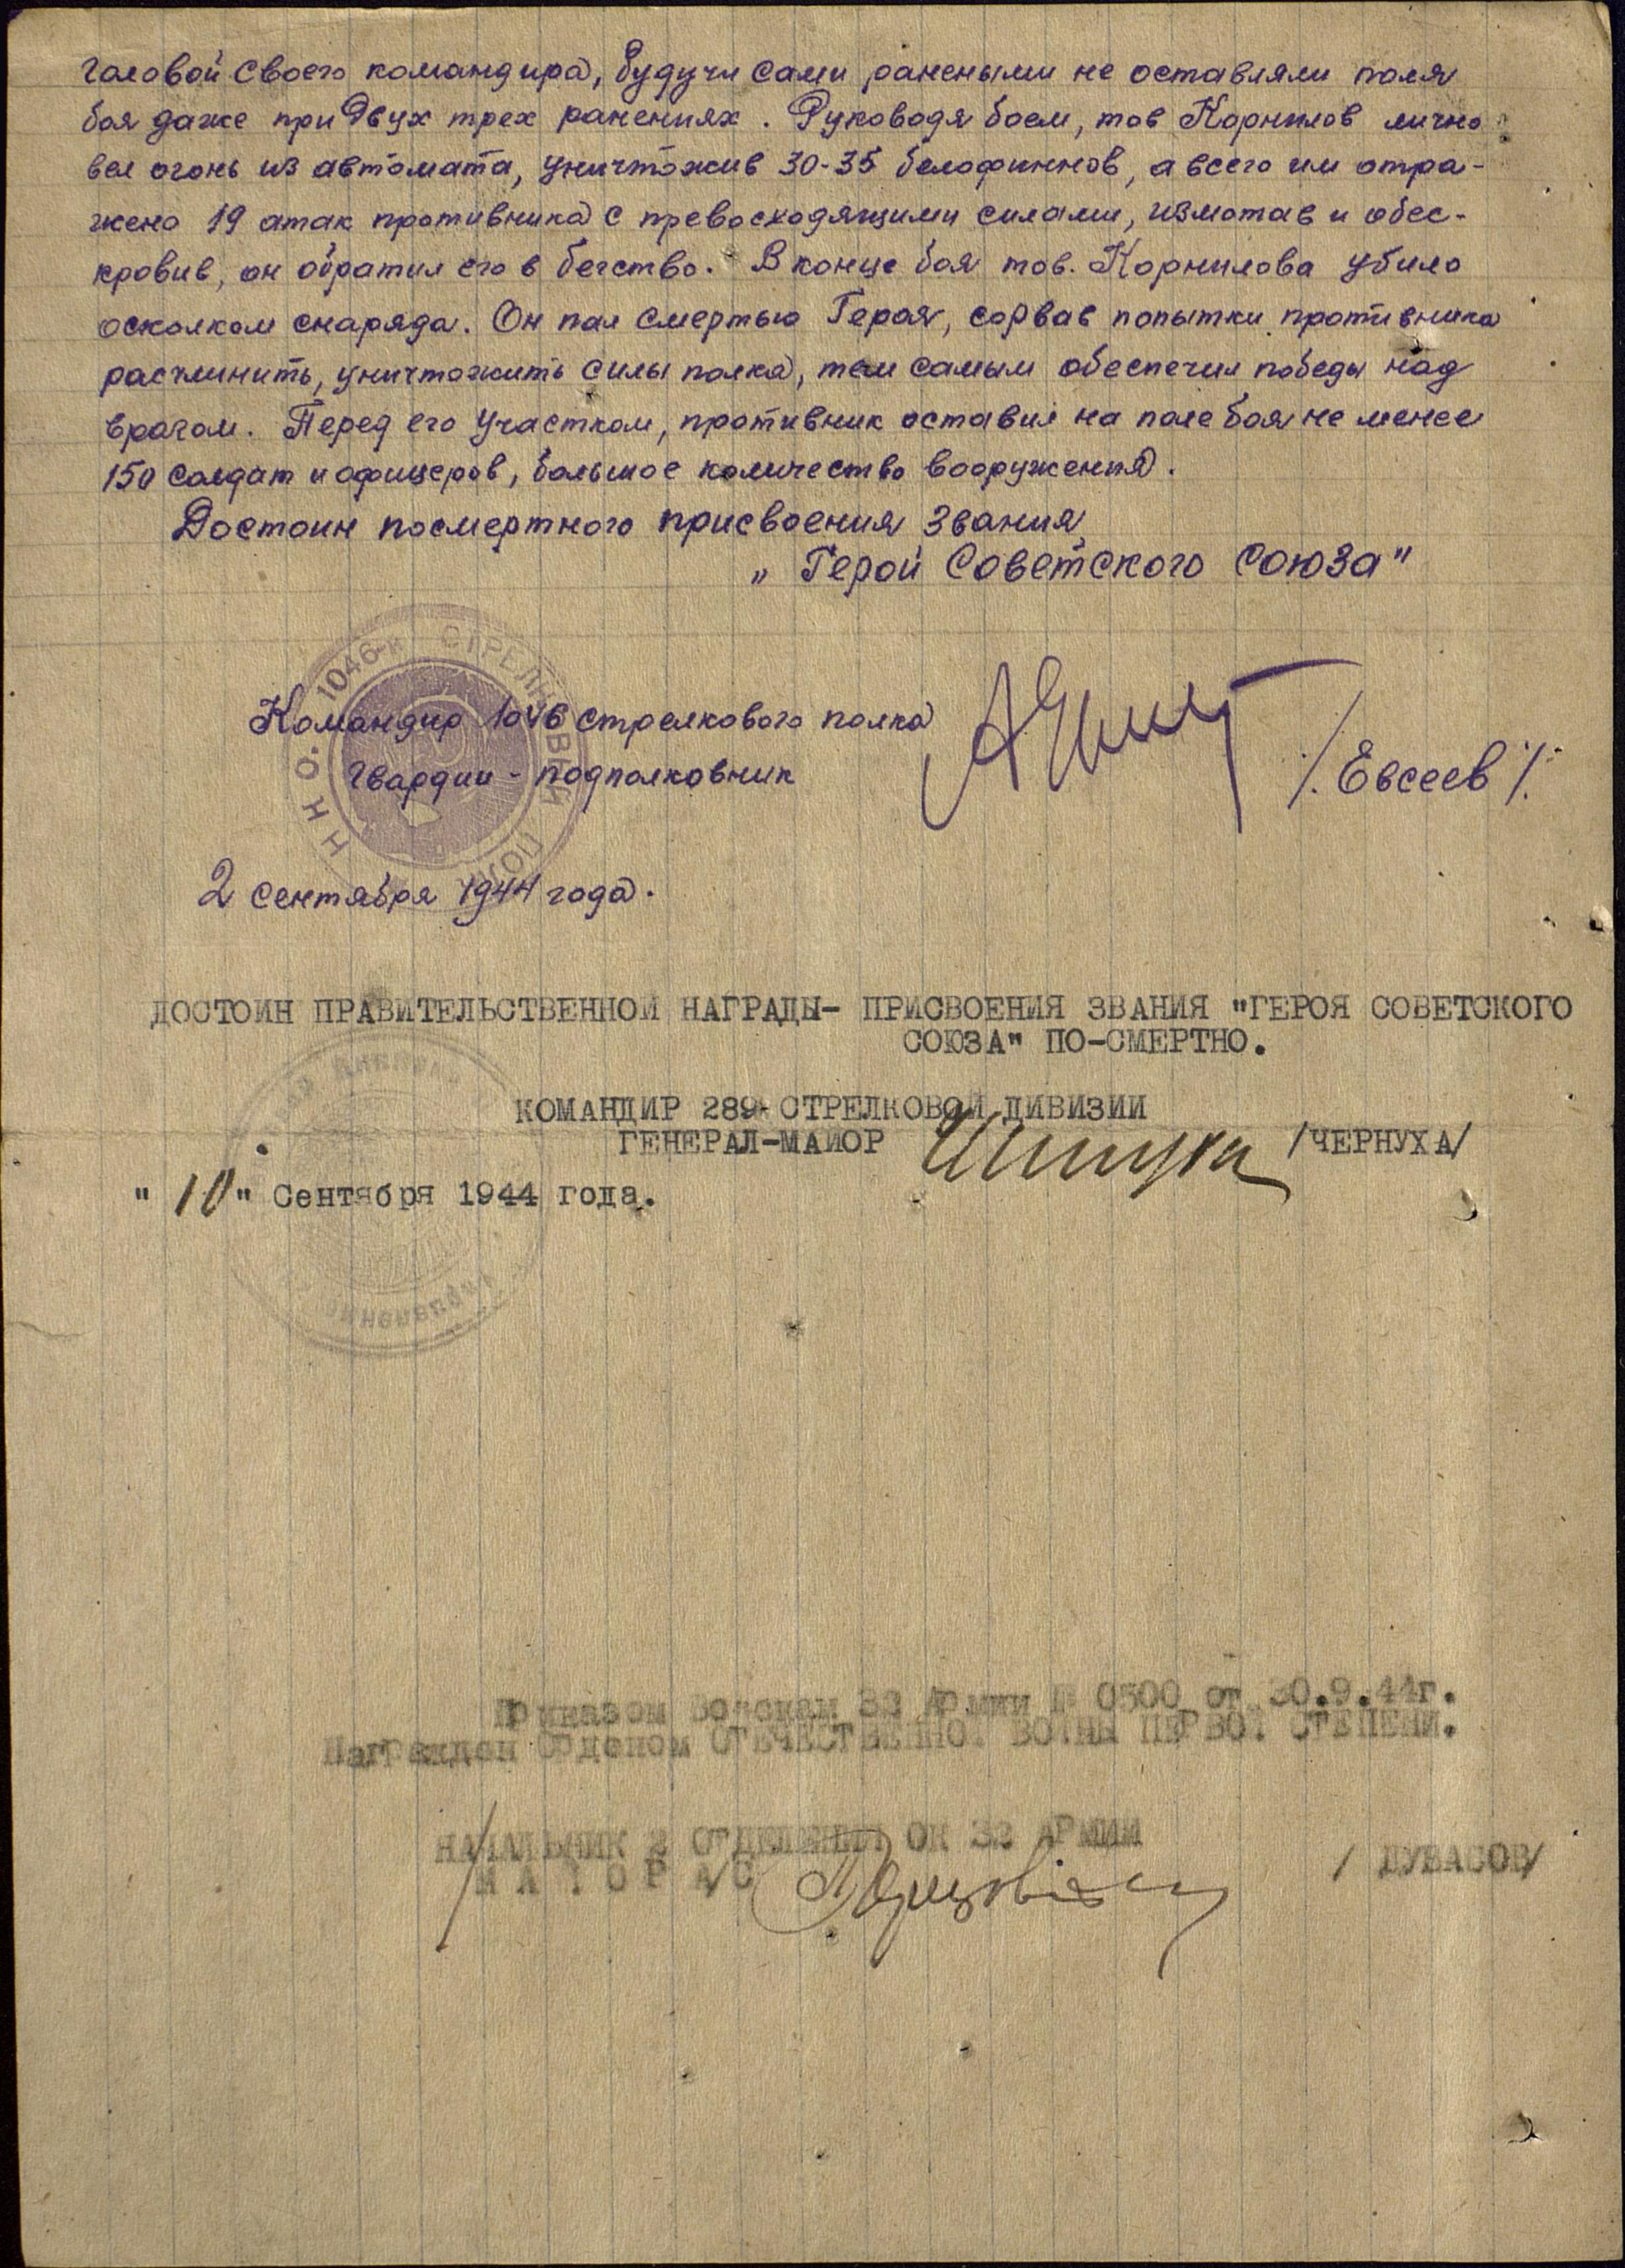 головой своего командира, будучи сами ранеными не оставляли поля
боя даже при двух трех ранениях. Руководя боем, тов Корнилов лично
вел огонь из автомата, уничтожив 30-35 белофиннов, а всего им отра-
жено 19 атак противника с превосходящими силами, измотав и обес-
кровив, он обратил его в бегство. В конце боя тов. Корнилова убило
осколком снаряда. Он пал смертью Героя, сорвав попытки противника
расчленить, уничтожить силы полка, тем самым обеспечил победы над
врагом. Перед его участком, противник оставил на поле боя не менее
150 солдат и офицеров, большое количество вооружения.
Достоин посмертного присвоения звания
„Герой Советского Союза"
Н.К.О. 1046-й СТРЕЛКОВЫЙ ПОЛК
Командир 1046 стрелкового полка
Гвардии - подполковник
/.Евсеев/.
2 сентября 1944 года.
ДОСТОИН ПРАВИТЕЛЬСТВЕННОЙ НАГРАДЫ- ПРИСВОЕНИЯ ЗВАНИЯ "ГЕРОЯ СОВЕТСКОГО
СОЮЗА" ПО-СМЕРТНО.
КОМАНДИР 289 СТРЕЛКОВОЙ ДИВИЗИИ
ГЕНЕРАЛ-МАЙОР /ЧЕРНУХА/
"10" Сентября 1944 года.
Приказом Войскам 32 Армии № 0500 от 30.9.44г.
Награжден Орденом ОТЕЧЕСТВЕННОЙ ВОЙНЫ ПЕРВОЙ СТЕПЕНИ.
НАЧАЛЬНИК 2 ОТДЕЛЕНИЯ ОК 32 АРМИИ
МАЙОР А/С /ДУБАСОВ/